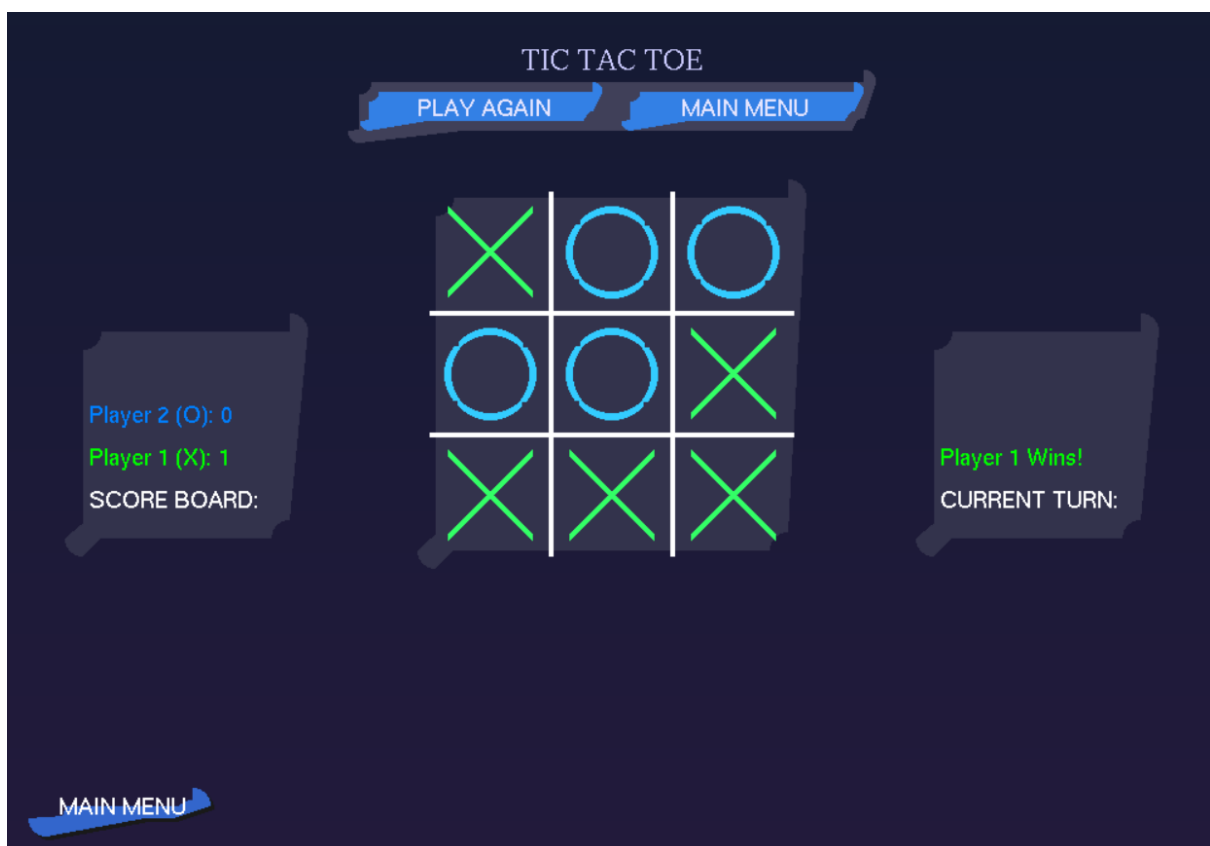 TIC TAC TOE
PLAY AGAIN MAIN MENU
Player 2 (O): 0
Player 1 (X): 1
SCORE BOARD:
Player 1 Wins!
CURRENT TURN:
MAIN MENU